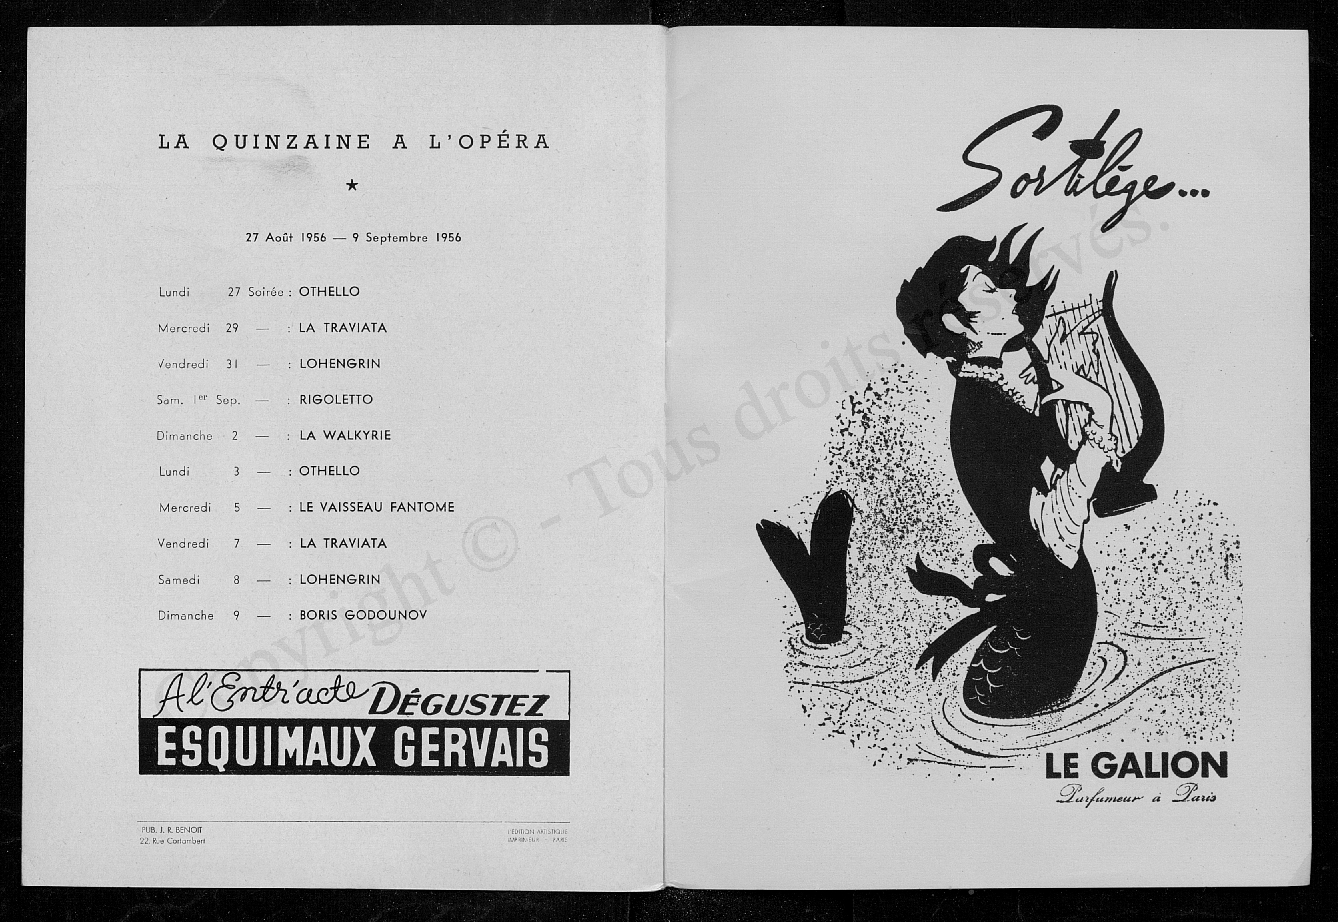 LA QUINZAINE A L'OPÉRA
27 Août 1956 — 9 Septembre 1956
Lundi 27 Soirée : OTHELLO
Mercredi 29 — : LA TRAVIATA
Vendredi 31 — : LOHENGRIN
Sam. 1er Sep. — : RIGOLETTO
Dimanche 2 — : LA WALKYRIE
Lundi 3 — : OTHELLO
Mercredi 5 — : LE VAISSEAU FANTOME
Vendredi 7 — : LA TRAVIATA
Samedi 8 — : LOHENGRIN
Dimanche 9 — : BORIS GODOUNOV
A l'Entr'acte DÉGUSTEZ
ESQUIMAUX GERVAIS
PUB. J. R. BENOIT
22, Rue Cortambert
L'ÉDITION ARTISTIQUE
IMPRIMEUR - PARIS
Sortilège...
LE GALION
Parfumeur à Paris
Copyright © - Tous droits réservés.